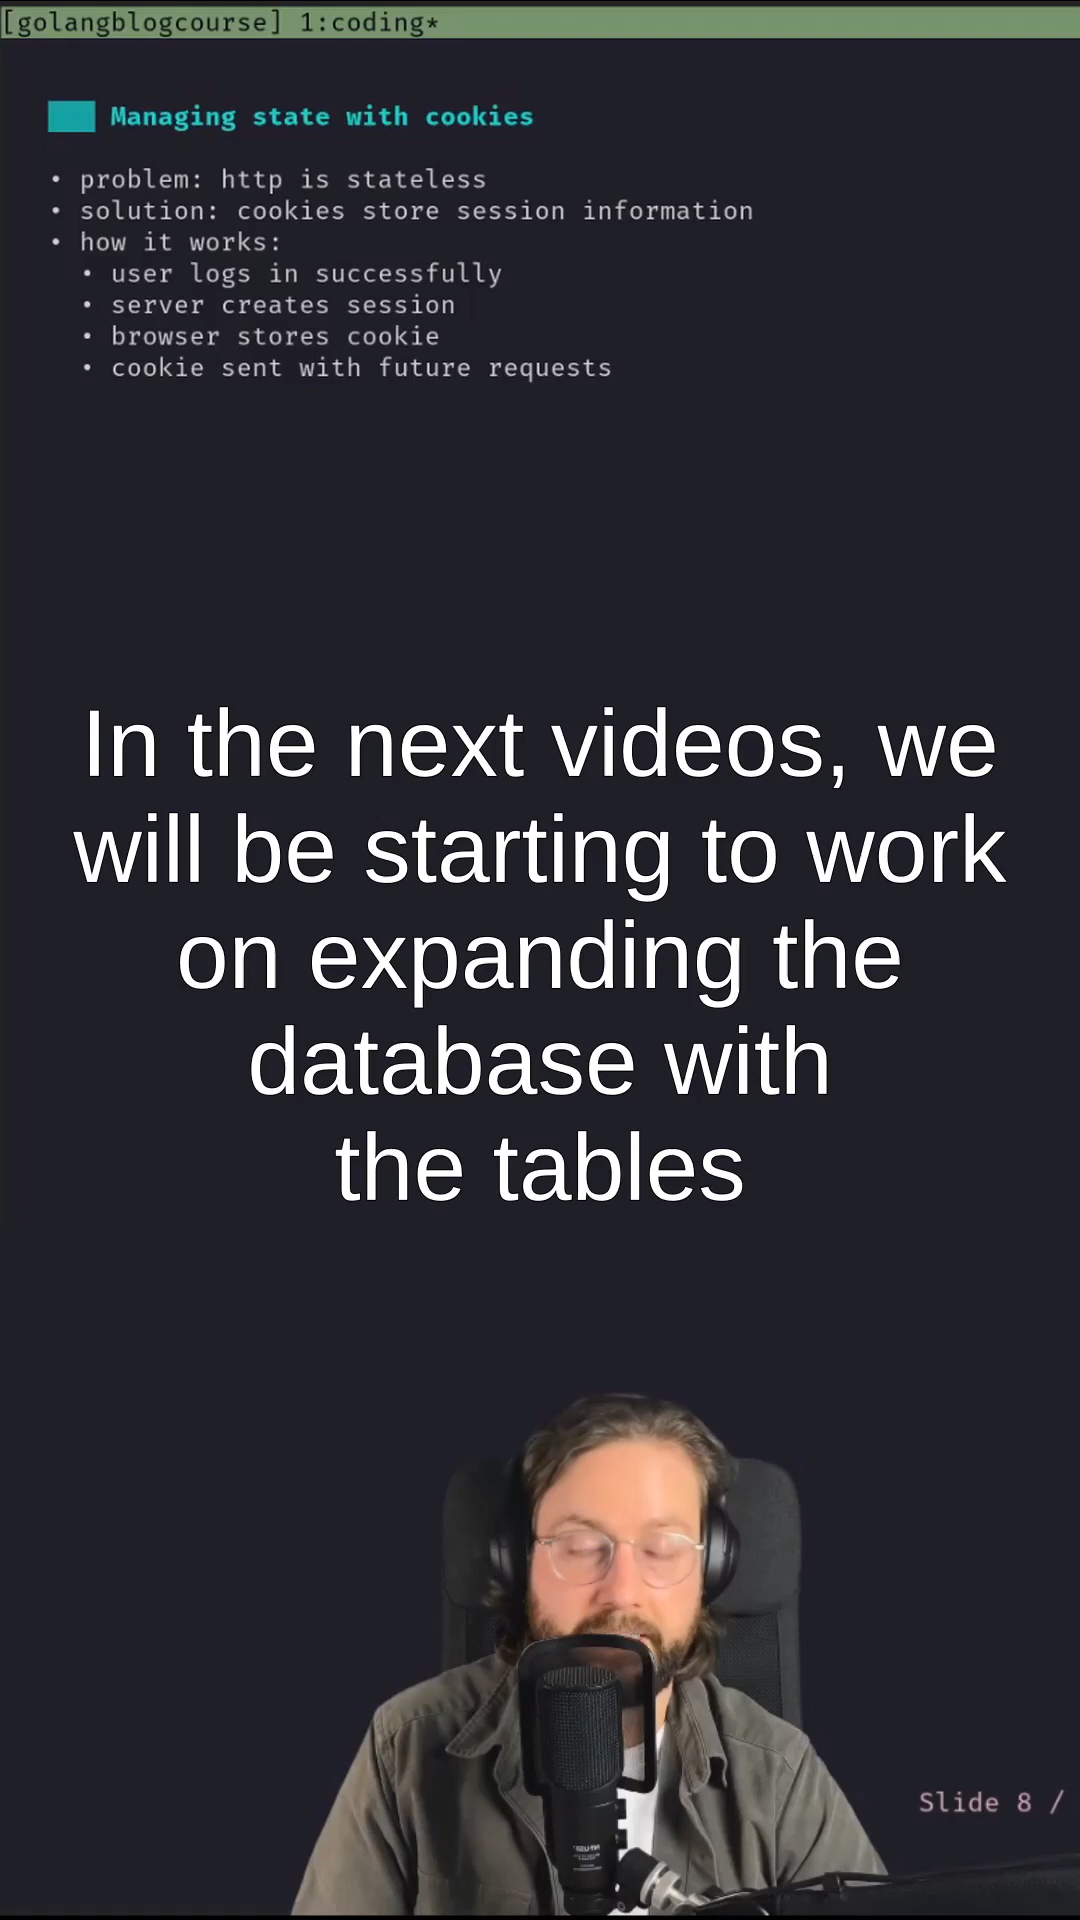 [golangblogcourse] 1:coding*
Managing state with cookies
• problem: http is stateless
• solution: cookies store session information
• how it works:
• user logs in successfully
• server creates session
• browser stores cookie
• cookie sent with future requests
In the next videos, we
will be starting to work
on expanding the
database with
the tables
Slide 8 /